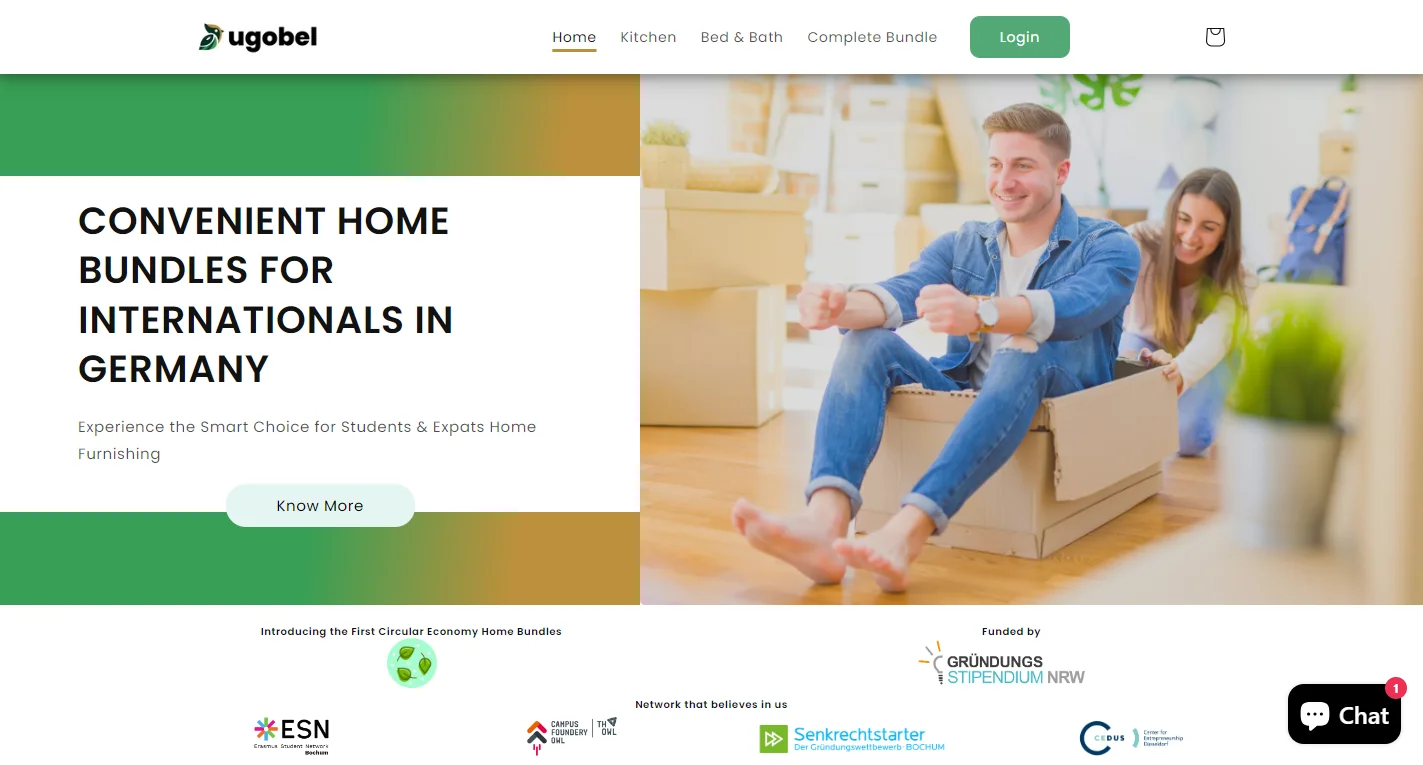 ugobel
Home Kitchen Bed & Bath Complete Bundle Login
CONVENIENT HOME
BUNDLES FOR
INTERNATIONALS IN
GERMANY
Experience the Smart Choice for Students & Expats Home
Furnishing
Know More
Introducing the First Circular Economy Home Bundles
Funded by
GRÜNDUNGS
STIPENDIUM NRW
Network that believes in us
ESN
Erasmus Student Network
Bochum
CAMPUS
FOUNDERY
OWL
TH
OWL
Senkrechtstarter
Der Gründungswettbewerb·BOCHUM
CEDUS
Center for
Entrepreneurship
Düsseldorf
1
Chat